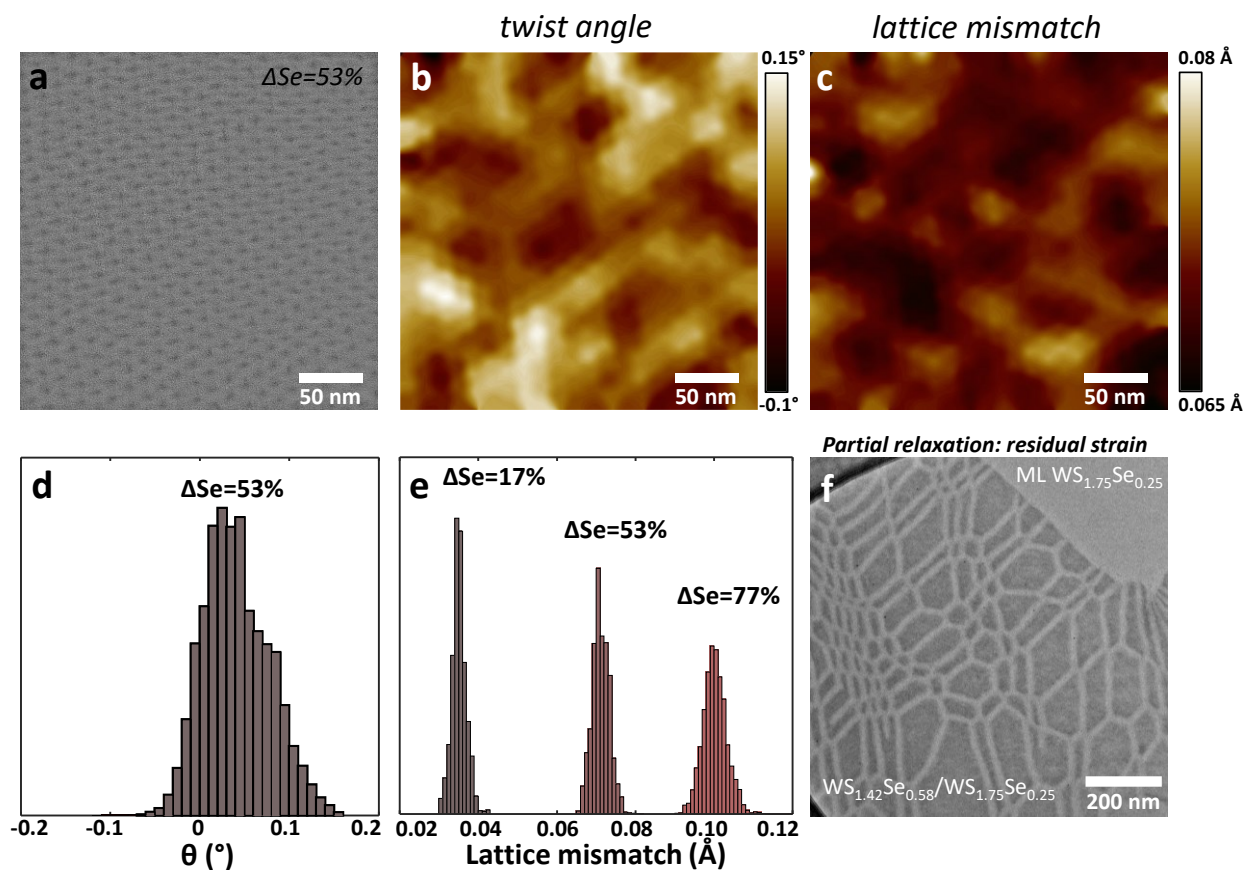 twist angle
lattice mismatch
a
ΔSe=53%
50 nm
b
50 nm
0.15°
-0.1°
c
50 nm
0.08 Å
0.065 Å
d
ΔSe=53%
-0.2
-0.1
0
0.1
0.2
θ (°)
e
ΔSe=17%
ΔSe=53%
ΔSe=77%
0.02
0.04
0.06
0.08
0.10
0.12
Lattice mismatch (Å)
Partial relaxation: residual strain
f
ML WS₁.₇₅Se₀.₂₅
WS₁.₄₂Se₀.₅₈/WS₁.₇₅Se₀.₂₅
200 nm